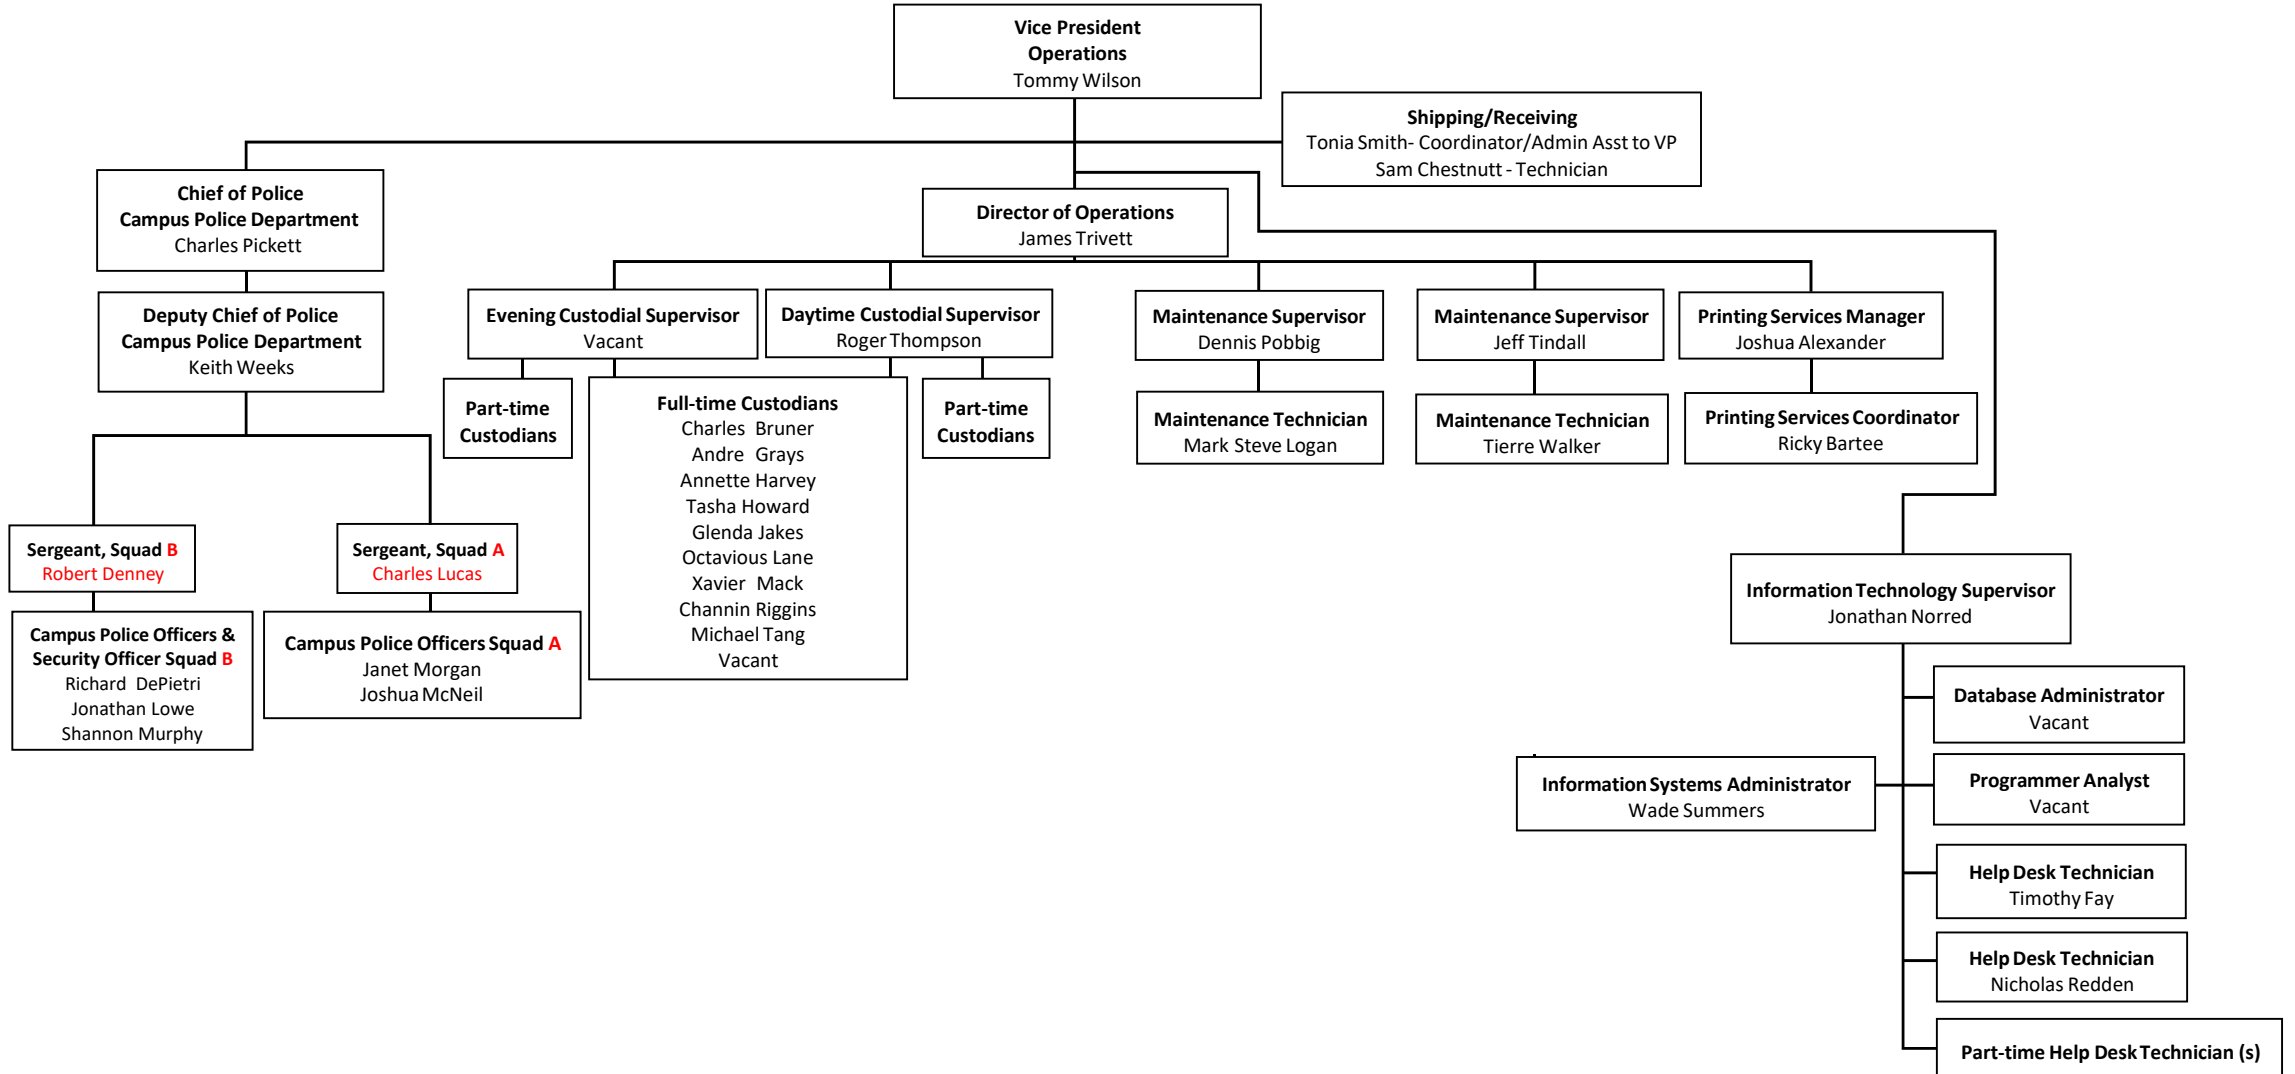 Vice President
Operations
Tommy Wilson
Shipping/Receiving
Tonia Smith- Coordinator/Admin Asst to VP
Sam Chestnutt - Technician
Chief of Police
Campus Police Department
Charles Pickett
Director of Operations
James Trivett
Deputy Chief of Police
Campus Police Department
Keith Weeks
Evening Custodial Supervisor
Vacant
Daytime Custodial Supervisor
Roger Thompson
Maintenance Supervisor
Dennis Pobbig
Maintenance Supervisor
Jeff Tindall
Printing Services Manager
Joshua Alexander
Part-time
Custodians
Full-time Custodians
Charles Bruner
Andre Grays
Annette Harvey
Tasha Howard
Glenda Jakes
Octavious Lane
Xavier Mack
Channin Riggins
Michael Tang
Vacant
Part-time
Custodians
Maintenance Technician
Mark Steve Logan
Maintenance Technician
Tierre Walker
Printing Services Coordinator
Ricky Bartee
Sergeant, Squad B
Robert Denney
Sergeant, Squad A
Charles Lucas
Campus Police Officers &
Security Officer Squad B
Richard DePietri
Jonathan Lowe
Shannon Murphy
Campus Police Officers Squad A
Janet Morgan
Joshua McNeil
Information Technology Supervisor
Jonathan Norred
Database Administrator
Vacant
Information Systems Administrator
Wade Summers
Programmer Analyst
Vacant
Help Desk Technician
Timothy Fay
Help Desk Technician
Nicholas Redden
Part-time Help Desk Technician (s)